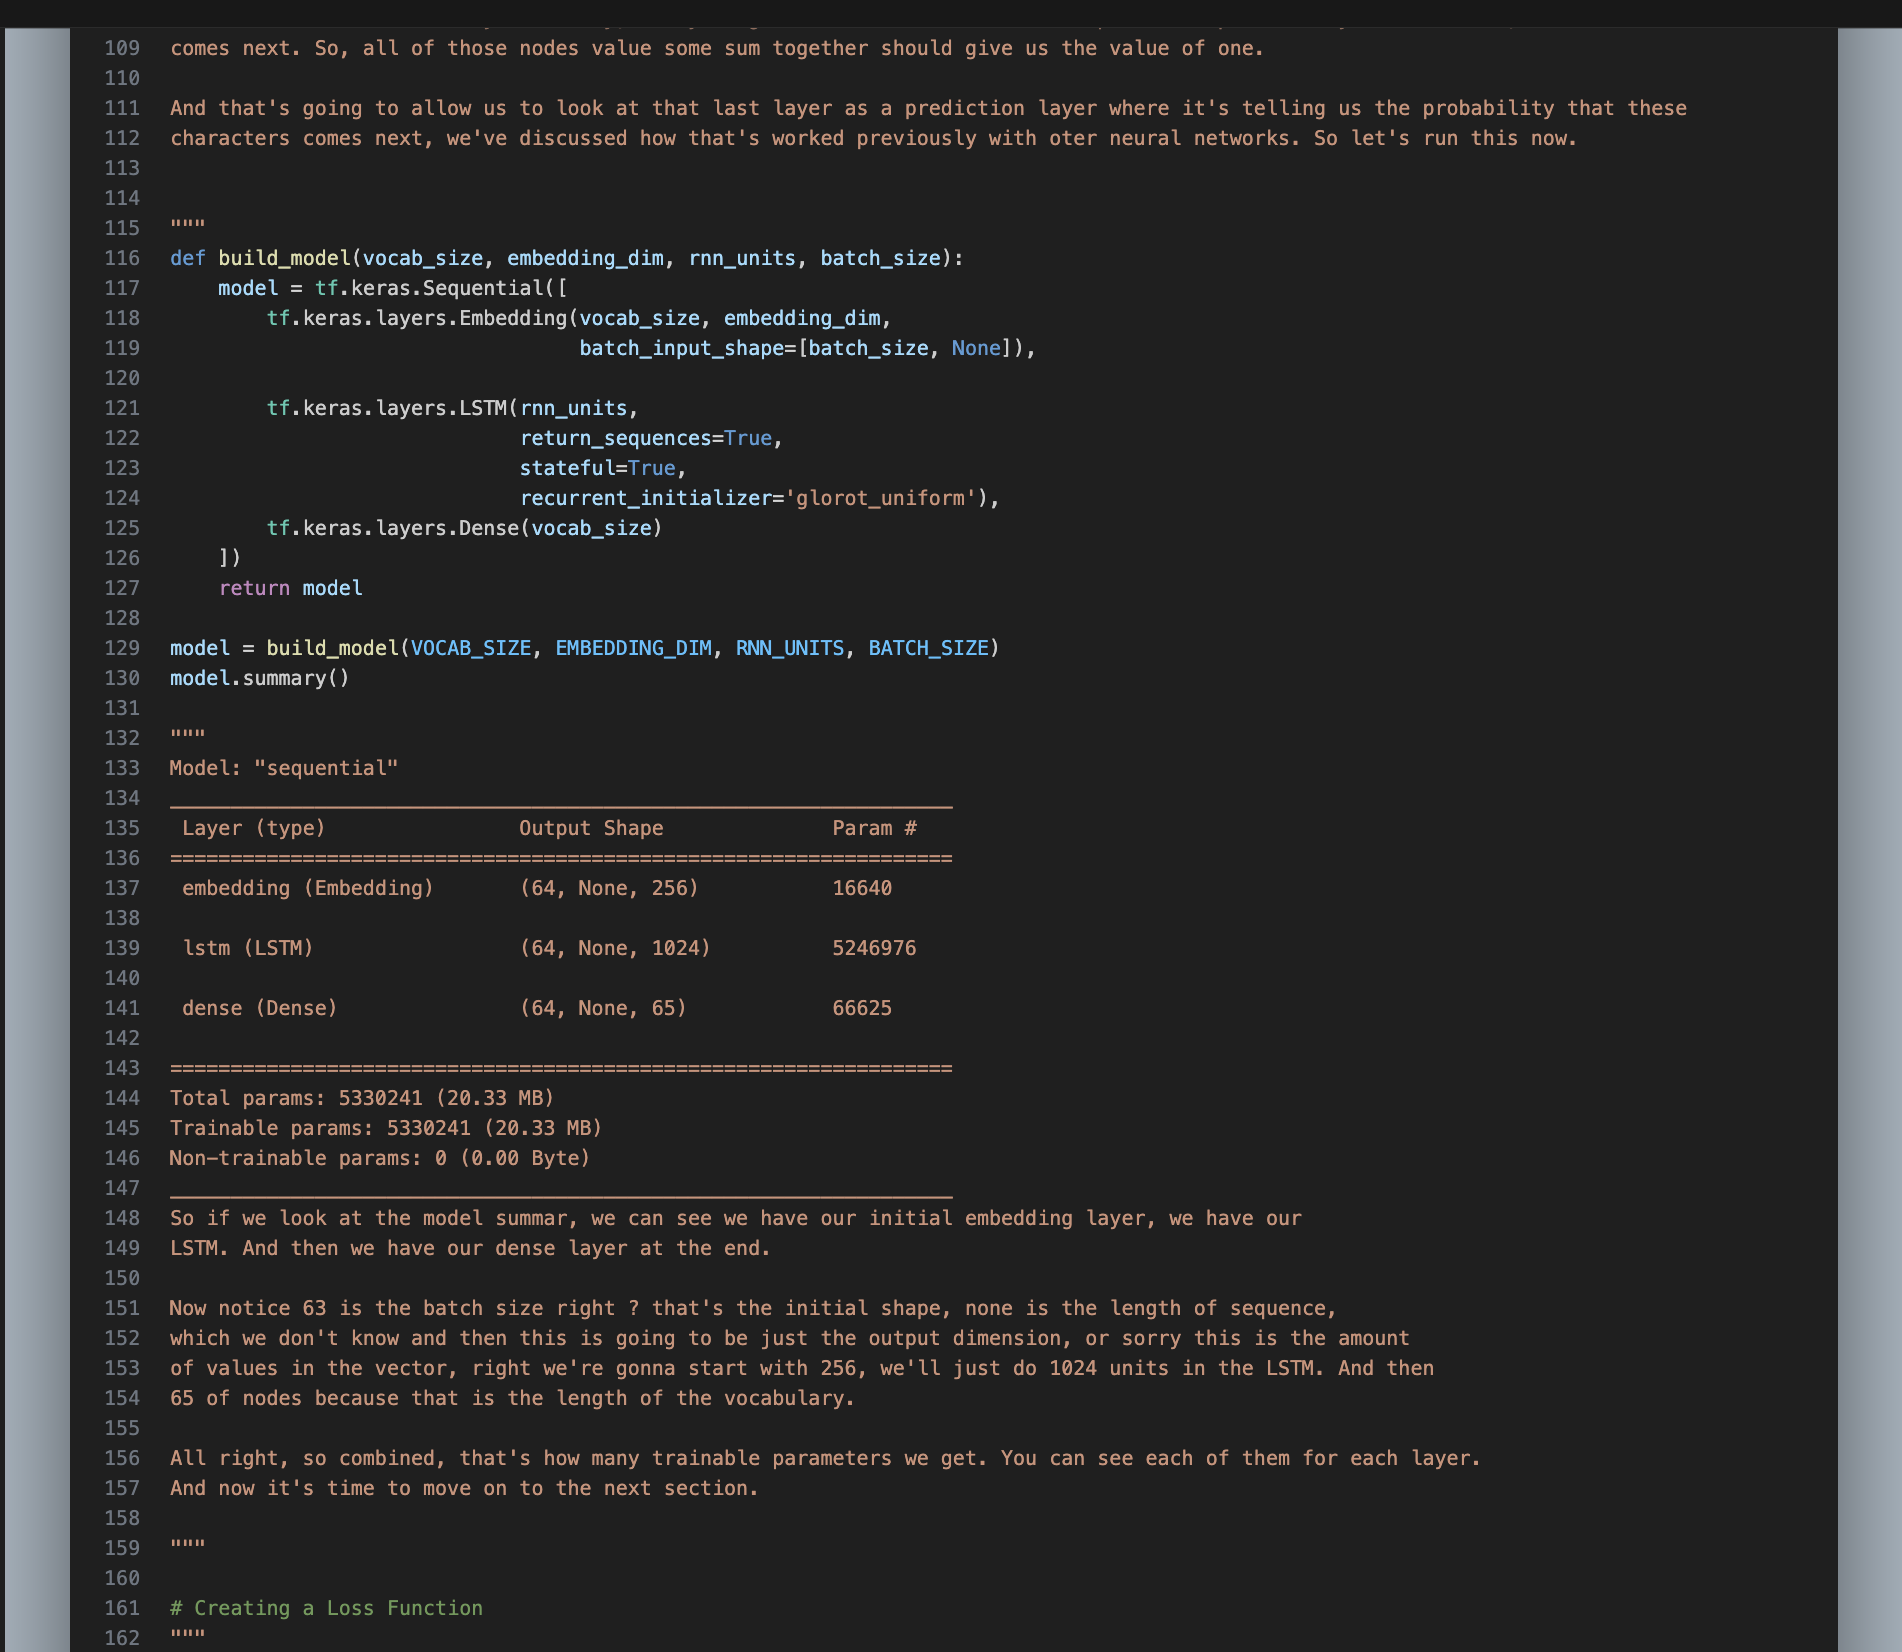 109 comes next. So, all of those nodes value some sum together should give us the value of one.
110
111 And that's going to allow us to look at that last layer as a prediction layer where it's telling us the probability that these
112 characters comes next, we've discussed how that's worked previously with oter neural networks. So let's run this now.
113
114
115 """
116 def build_model(vocab_size, embedding_dim, rnn_units, batch_size):
117     model = tf.keras.Sequential([
118         tf.keras.layers.Embedding(vocab_size, embedding_dim,
119                                   batch_input_shape=[batch_size, None]),
120
121         tf.keras.layers.LSTM(rnn_units,
122                              return_sequences=True,
123                              stateful=True,
124                              recurrent_initializer='glorot_uniform'),
125         tf.keras.layers.Dense(vocab_size)
126     ])
127     return model
128
129 model = build_model(VOCAB_SIZE, EMBEDDING_DIM, RNN_UNITS, BATCH_SIZE)
130 model.summary()
131
132 """
133 Model: "sequential"
134 _________________________________________________________________
135  Layer (type)                Output Shape              Param #
136 =================================================================
137  embedding (Embedding)       (64, None, 256)           16640
138
139  lstm (LSTM)                 (64, None, 1024)          5246976
140
141  dense (Dense)               (64, None, 65)            66625
142
143 =================================================================
144 Total params: 5330241 (20.33 MB)
145 Trainable params: 5330241 (20.33 MB)
146 Non-trainable params: 0 (0.00 Byte)
147 _________________________________________________________________
148 So if we look at the model summar, we can see we have our initial embedding layer, we have our
149 LSTM. And then we have our dense layer at the end.
150
151 Now notice 63 is the batch size right ? that's the initial shape, none is the length of sequence,
152 which we don't know and then this is going to be just the output dimension, or sorry this is the amount
153 of values in the vector, right we're gonna start with 256, we'll just do 1024 units in the LSTM. And then
154 65 of nodes because that is the length of the vocabulary.
155
156 All right, so combined, that's how many trainable parameters we get. You can see each of them for each layer.
157 And now it's time to move on to the next section.
158
159 """
160
161 # Creating a Loss Function
162 """